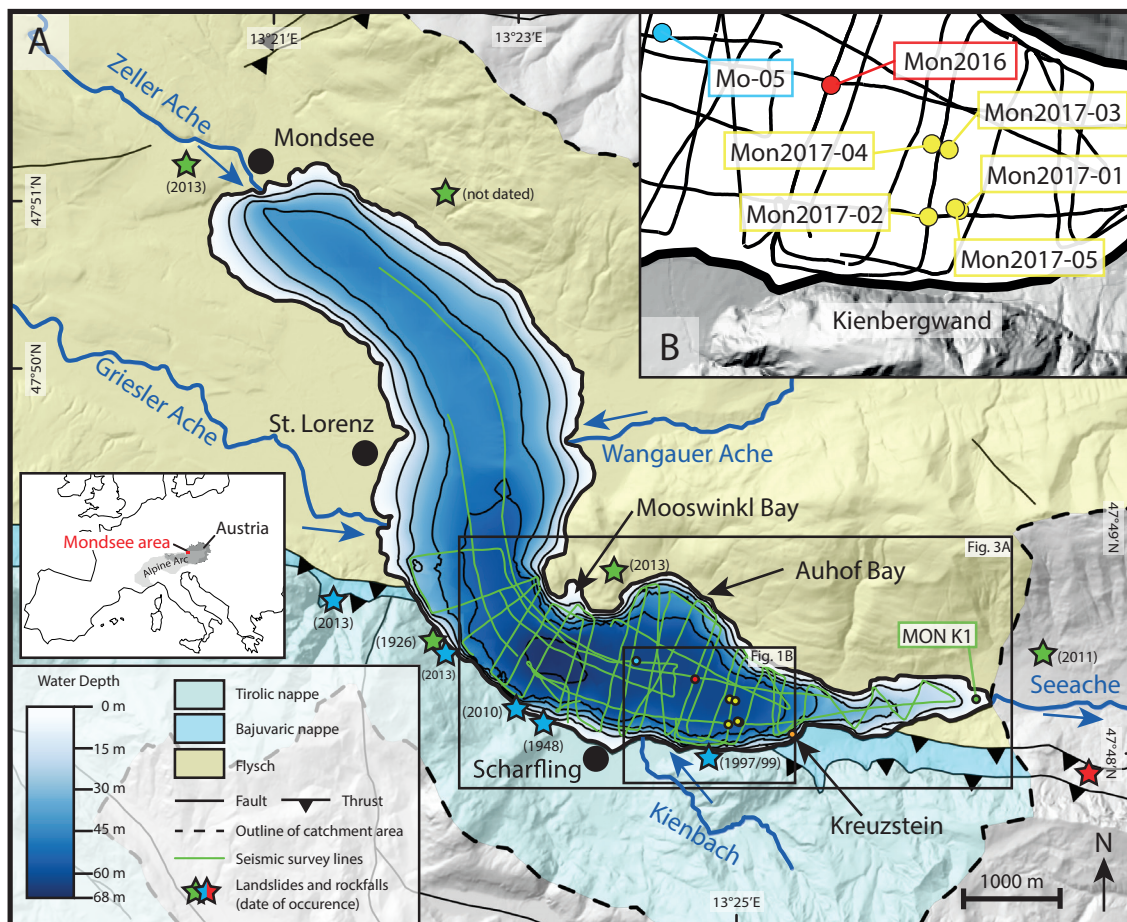 A
13°21'E
13°23'E
Zeller Ache
Mondsee
(2013)
(not dated)
47°51'N
47°50'N
Griesler Ache
St. Lorenz
Wangauer Ache
Mooswinkl Bay
(2013)
Auhof Bay
Fig. 3A
47°49'N
MON K1
(2011)
Seeache
47°48'N
Fig. 1B
(2013)
(1926)
(2013)
(2010)
(1948)
Scharfling
(1997/99)
Kienbach
Kreuzstein
13°25'E
N
1000 m
B
Mo-05
Mon2016
Mon2017-03
Mon2017-04
Mon2017-01
Mon2017-02
Mon2017-05
Kienbergwand
Austria
Mondsee area
Alpine Arc
Water Depth
0 m
15 m
30 m
45 m
60 m
68 m
Tirolic nappe
Bajuvaric nappe
Flysch
Fault
Thrust
Outline of catchment area
Seismic survey lines
Landslides and rockfalls
(date of occurence)